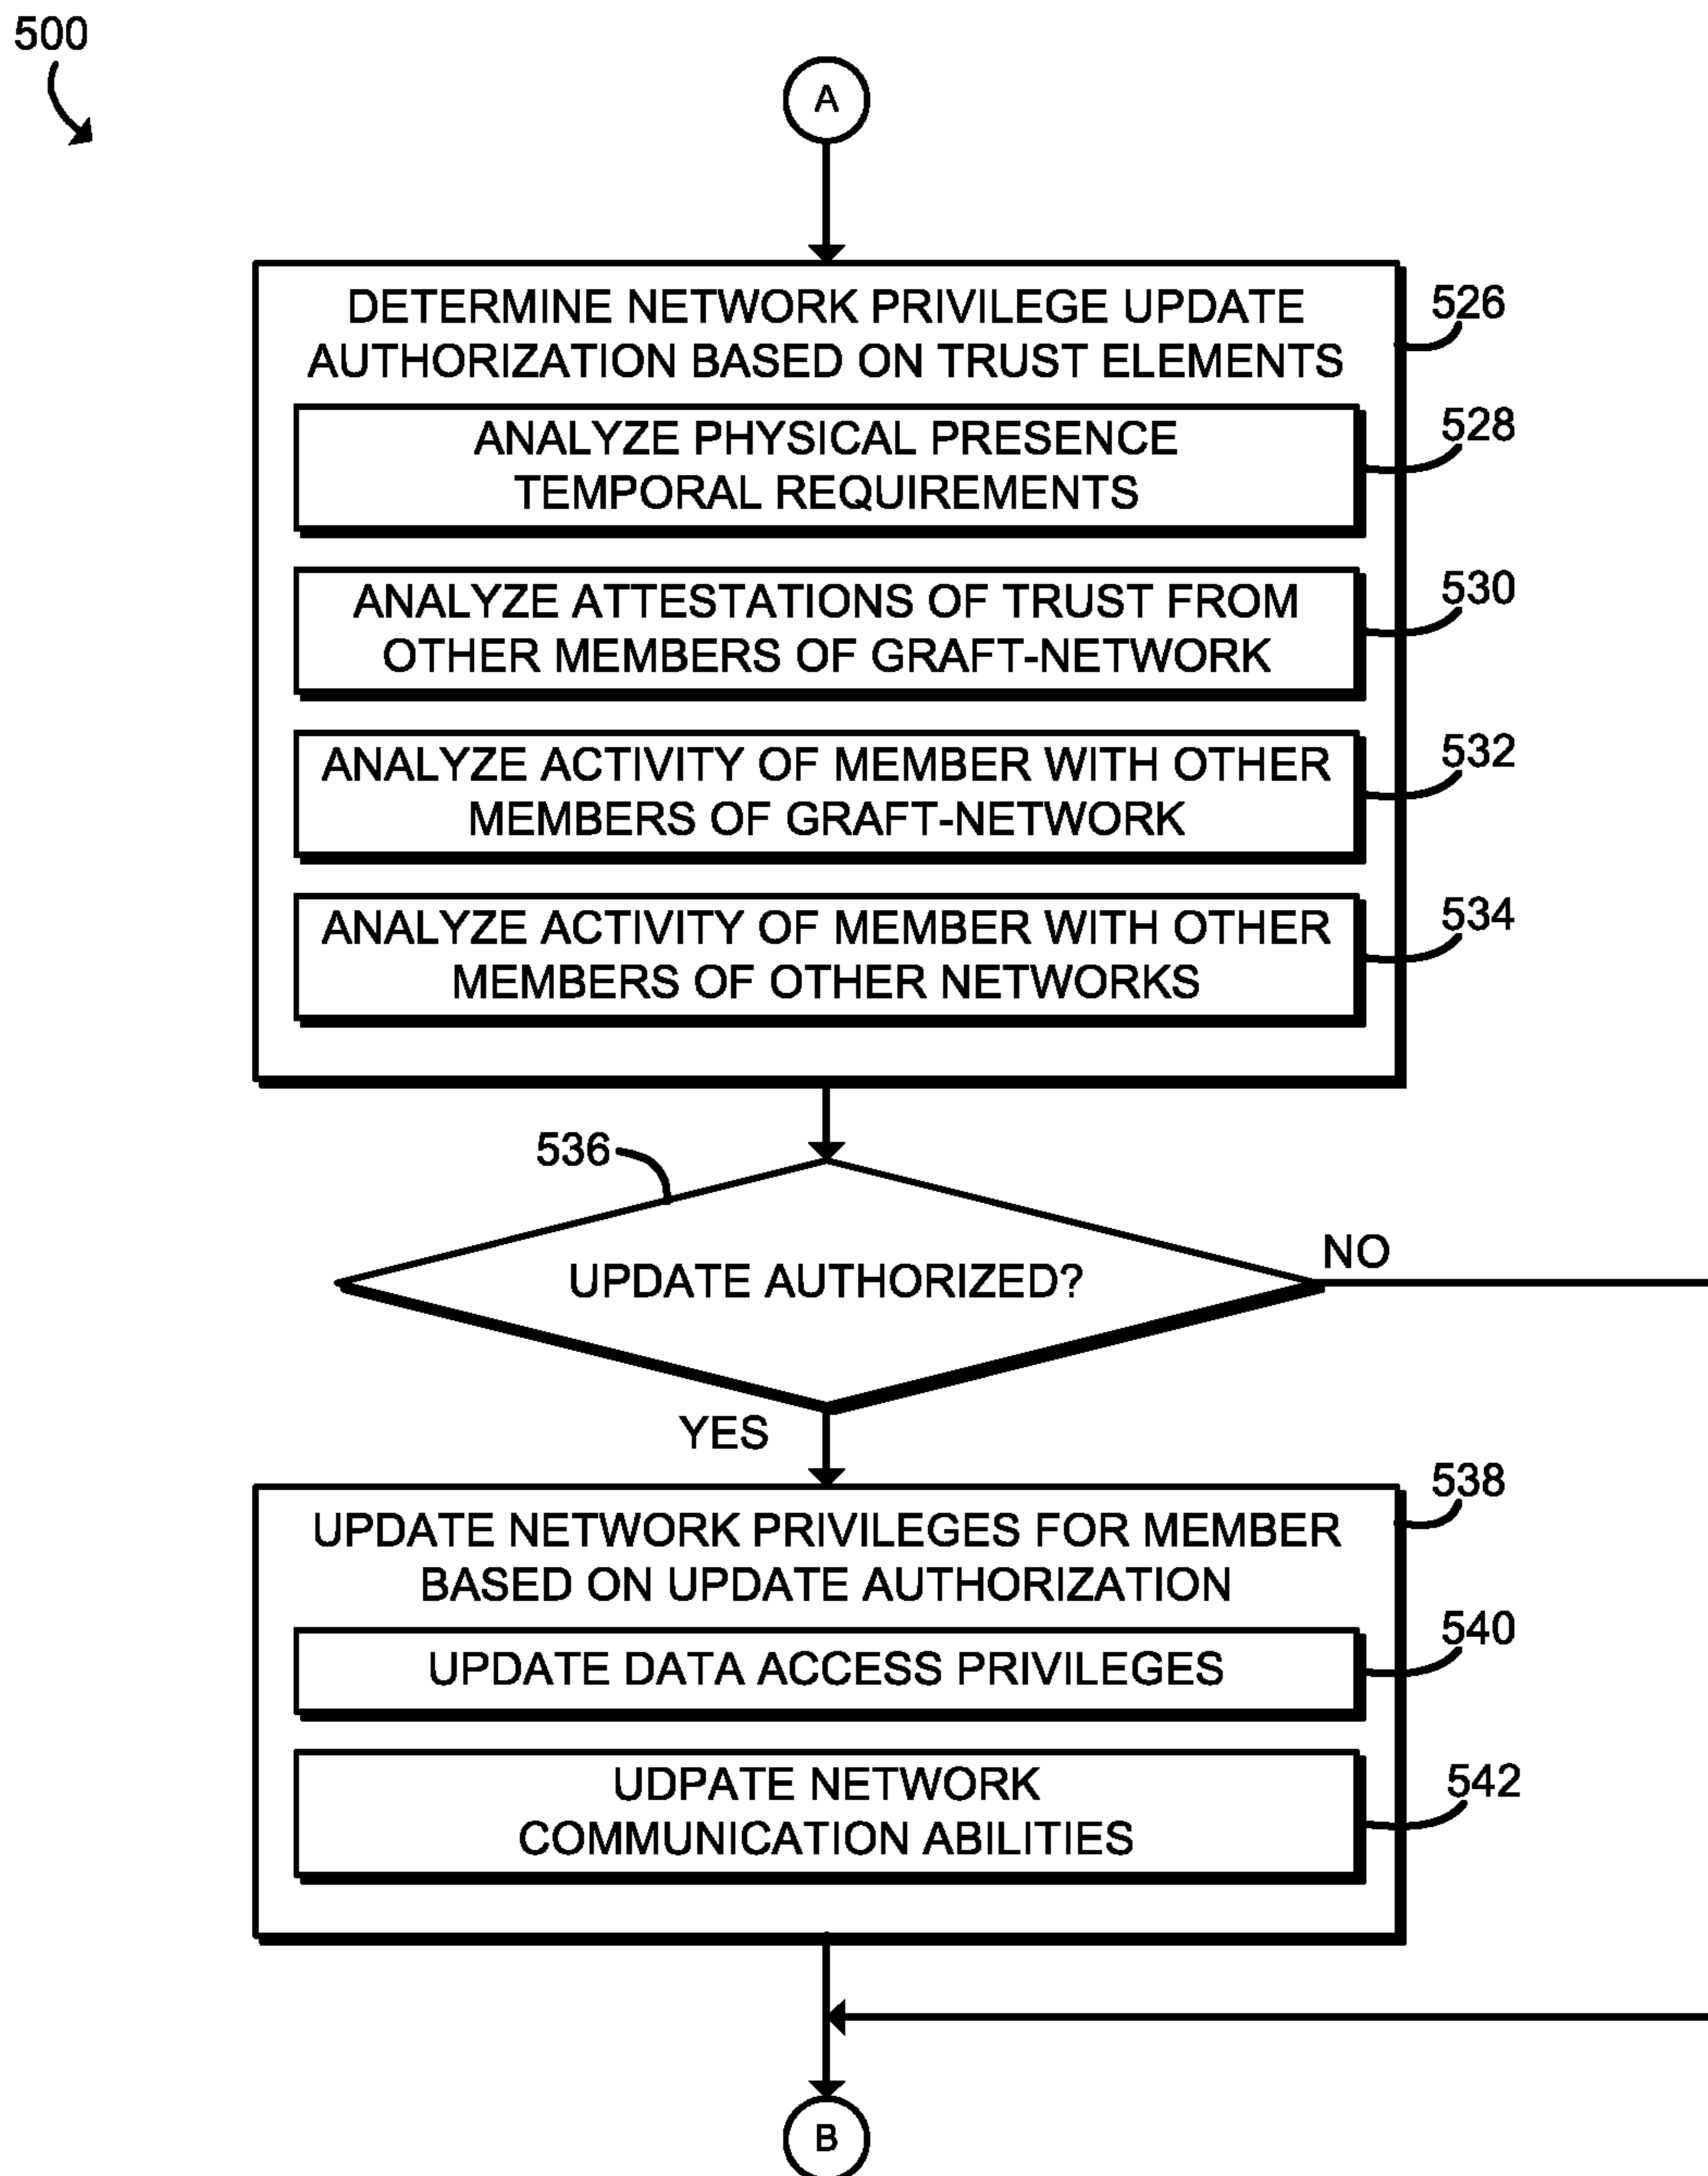 500
A
DETERMINE NETWORK PRIVILEGE UPDATE
AUTHORIZATION BASED ON TRUST ELEMENTS
526
ANALYZE PHYSICAL PRESENCE
TEMPORAL REQUIREMENTS
528
ANALYZE ATTESTATIONS OF TRUST FROM
OTHER MEMBERS OF GRAFT-NETWORK
530
ANALYZE ACTIVITY OF MEMBER WITH OTHER
MEMBERS OF GRAFT-NETWORK
532
ANALYZE ACTIVITY OF MEMBER WITH OTHER
MEMBERS OF OTHER NETWORKS
534
536
UPDATE AUTHORIZED?
NO
YES
UPDATE NETWORK PRIVILEGES FOR MEMBER
BASED ON UPDATE AUTHORIZATION
538
UPDATE DATA ACCESS PRIVILEGES
540
UDPATE NETWORK
COMMUNICATION ABILITIES
542
B